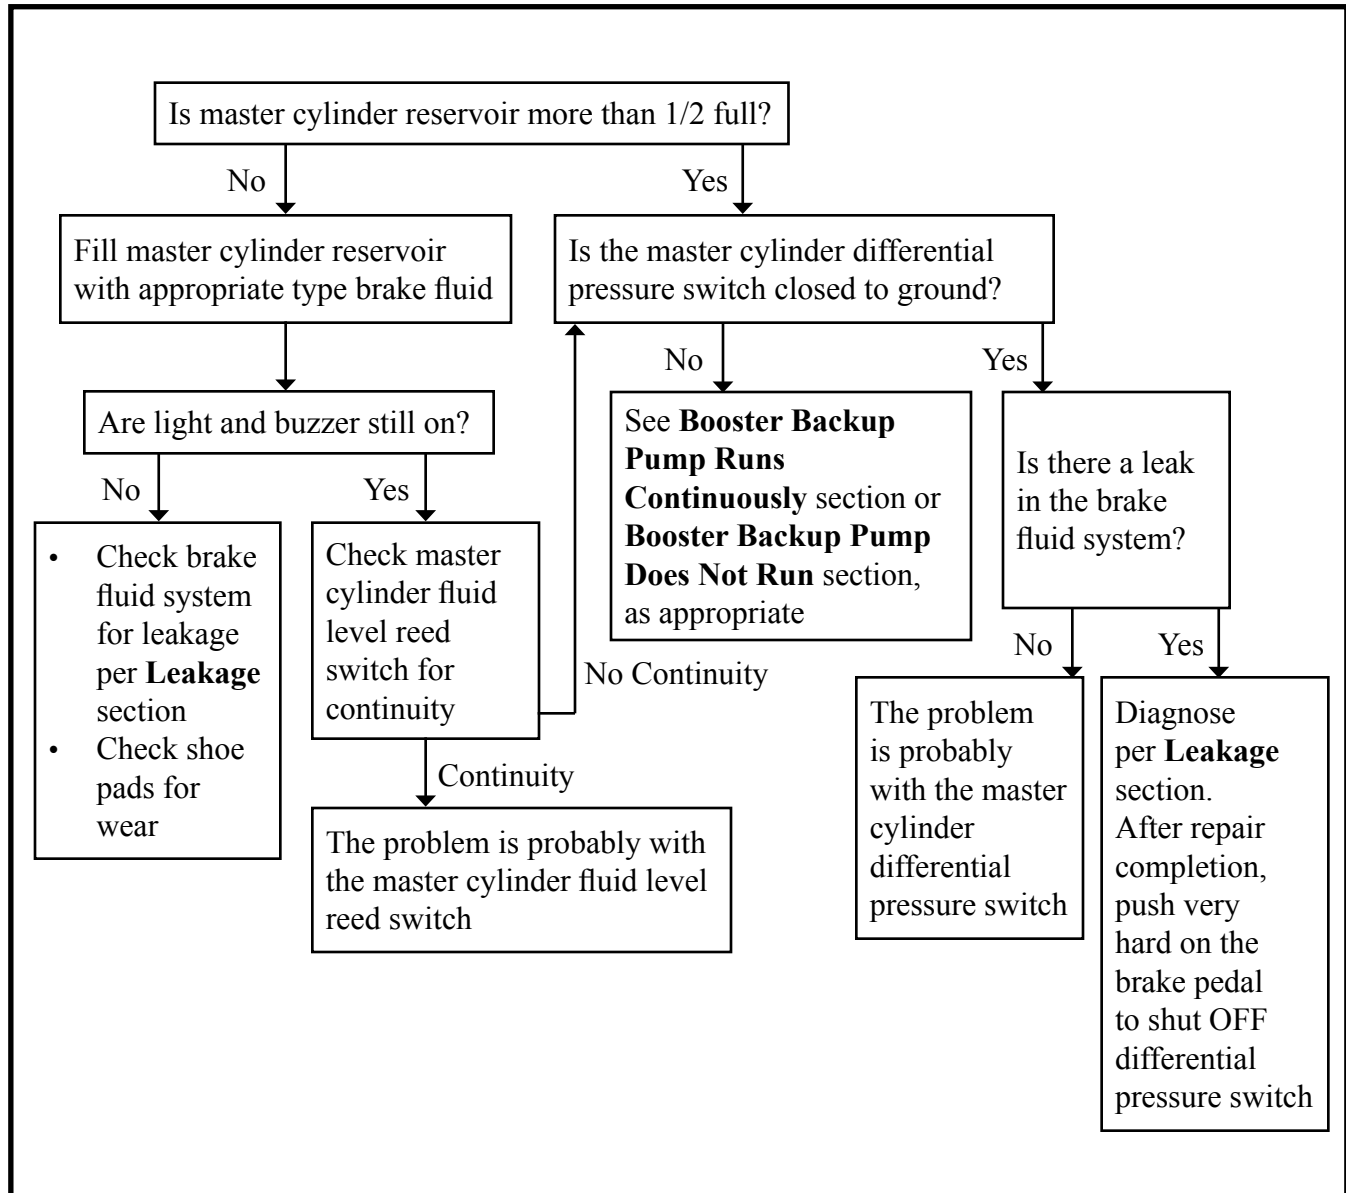 Is master cylinder reservoir more than 1/2 full?
No
Yes
Fill master cylinder reservoir
with appropriate type brake fluid
Is the master cylinder differential
pressure switch closed to ground?
No
Yes
Are light and buzzer still on?
See Booster Backup
Pump Runs
Continuously section or
Booster Backup Pump
Does Not Run section,
as appropriate
Is there a leak
in the brake
fluid system?
No
Yes
• Check brake
fluid system
for leakage
per Leakage
section
• Check shoe
pads for
wear
Check master
cylinder fluid
level reed
switch for
continuity
No Continuity
Continuity
The problem is probably with
the master cylinder fluid level
reed switch
No
Yes
The problem
is probably
with the master
cylinder
differential
pressure switch
Diagnose
per Leakage
section.
After repair
completion,
push very
hard on the
brake pedal
to shut OFF
differential
pressure switch